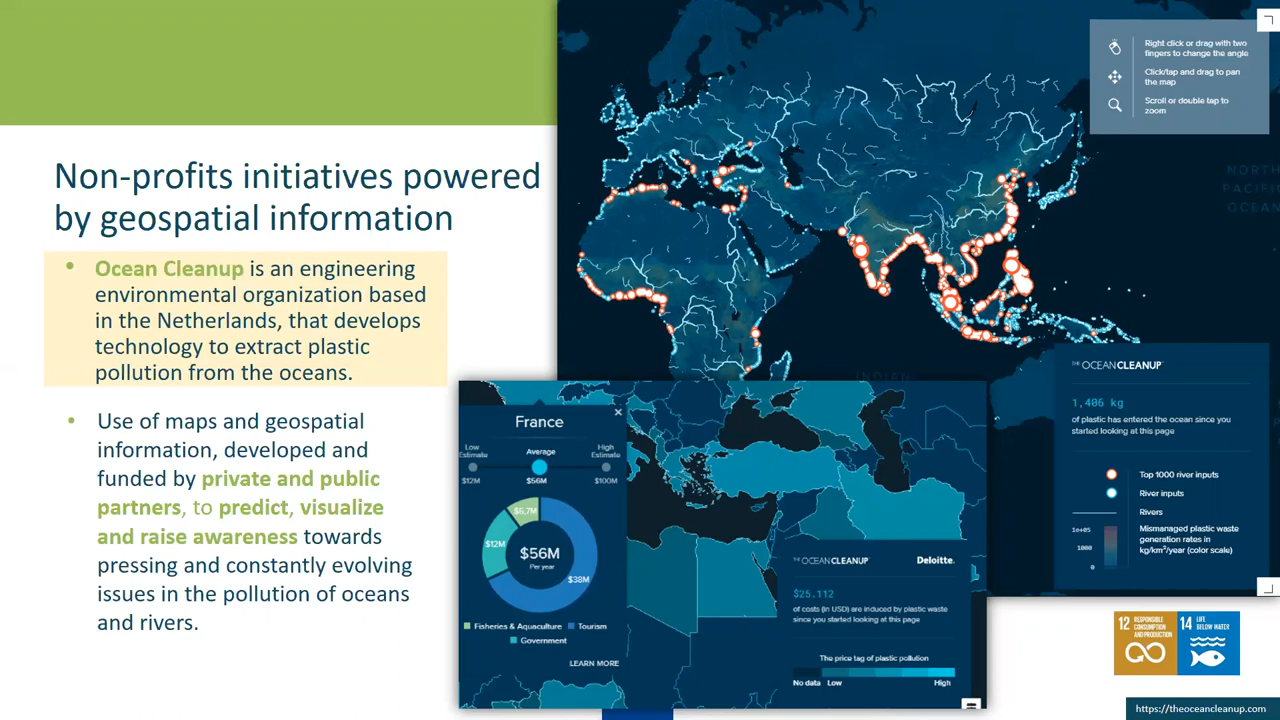 Non-profits initiatives powered
by geospatial information
• Ocean Cleanup is an engineering
environmental organization based
in the Netherlands, that develops
technology to extract plastic
pollution from the oceans.
• Use of maps and geospatial
information, developed and
funded by private and public
partners, to predict, visualize
and raise awareness towards
pressing and constantly evolving
issues in the pollution of oceans
and rivers.
Right click or drag with two
fingers to change the angle
Click/tap and drag to pan
the map
Scroll or double tap to
zoom
NORTH
PACIFIC
OCEAN
INDIAN
THE OCEANCLEANUP™
1,406 kg
of plastic has entered the ocean since you
started looking at this page
Top 1000 river inputs
River inputs
Rivers
1e+05
1000
0
Mismanaged plastic waste
generation rates in
kg/km²/year (color scale)
France
Low
Estimate
Average
High
Estimate
$12M
$56M
$100M
$5,7M
$12M
$56M
Per year
$38M
Fisheries & Aquaculture
Tourism
Government
LEARN MORE
THE OCEANCLEANUP™
Deloitte.
$25.112
of costs (in USD) are induced by plastic waste
since you started looking at this page
The price tag of plastic pollution
No data Low High
12 RESPONSIBLE
CONSUMPTION
AND PRODUCTION
14 LIFE
BELOW WATER
https://theoceancleanup.com